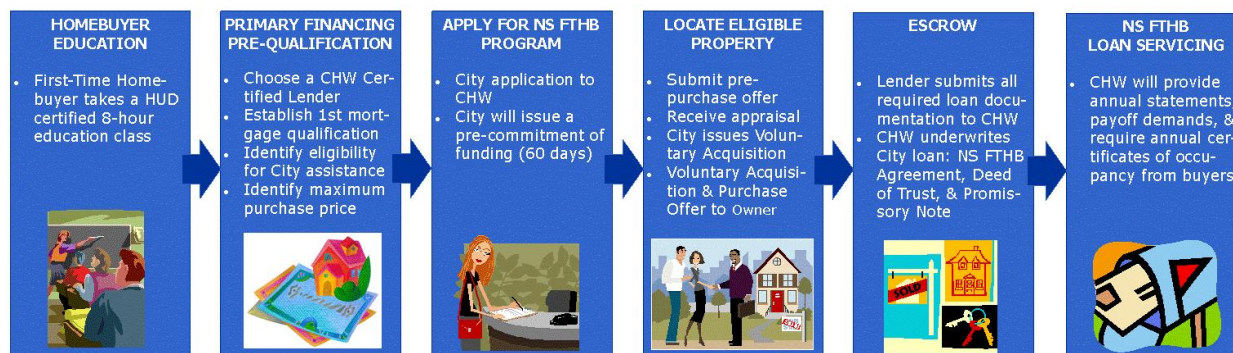 HOMEBUYER
EDUCATION
• First-Time Home-
buyer takes a HUD
certified 8-hour
education class
PRIMARY FINANCING
PRE-QUALIFICATION
• Choose a CHW Cer-
tified Lender
• Establish 1st mort-
gage qualification
• Identify eligibility
for City assistance
• Identify maximum
purchase price
APPLY FOR NS FTHB
PROGRAM
• City application to
CHW
• City will issue a
pre-commitment of
funding (60 days)
LOCATE ELIGIBLE
PROPERTY
• Submit pre-
purchase offer
• Receive appraisal
• City issues Volun-
tary Acquisition
• Voluntary Acquisi-
tion & Purchase
Offer to Owner
SOLD
ESCROW
• Lender submits all
required loan docu-
mentation to CHW
• CHW underwrites
City loan: NS FTHB
Agreement, Deed
of Trust, & Promis-
sory Note
SOLD
NS FTHB
LOAN SERVICING
• CHW will provide
annual statements,
payoff demands, &
require annual cer-
tificates of occu-
pancy from buyers